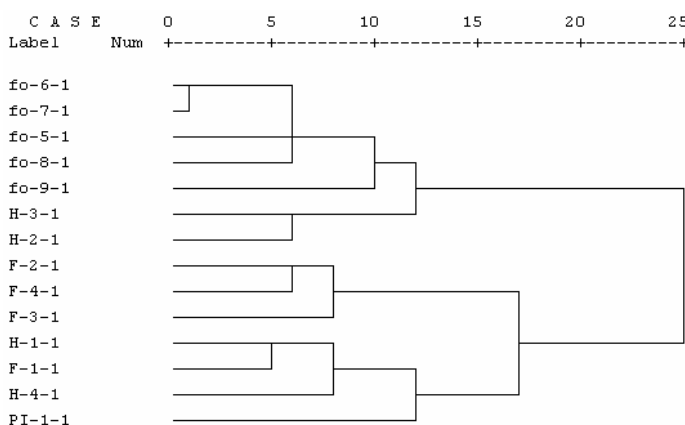 C A S E 0 5 10 15 20 25
Label Num +---------+---------+---------+---------+---------+
fo-6-1
fo-7-1
fo-5-1
fo-8-1
fo-9-1
H-3-1
H-2-1
F-2-1
F-4-1
F-3-1
H-1-1
F-1-1
H-4-1
PI-1-1